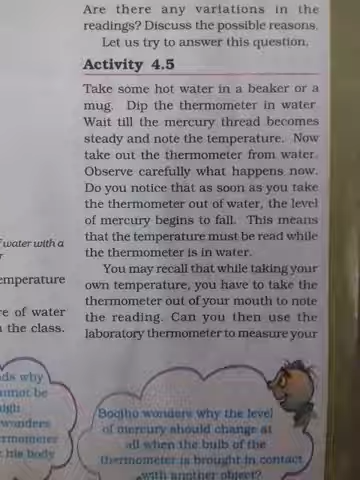 Are there any variations in the
readings? Discuss the possible reasons.
Let us try to answer this question.
Activity 4.5
Take some hot water in a beaker or a
mug. Dip the thermometer in water.
Wait till the mercury thread becomes
steady and note the temperature. Now
take out the thermometer from water.
Observe carefully what happens now.
Do you notice that as soon as you take
the thermometer out of water, the level
of mercury begins to fall. This means
that the temperature must be read while
the thermometer is in water.
You may recall that while taking your
own temperature, you have to take the
thermometer out of your mouth to note
the reading. Can you then use the
laboratory thermometer to measure your
water with a
emperature
re of water
the class.
ds why
annot be
wonders
rmometer
his body
Boojho wonders why the level
of mercury should change at
all when the bulb of the
thermometer is brought in contact
with another object?